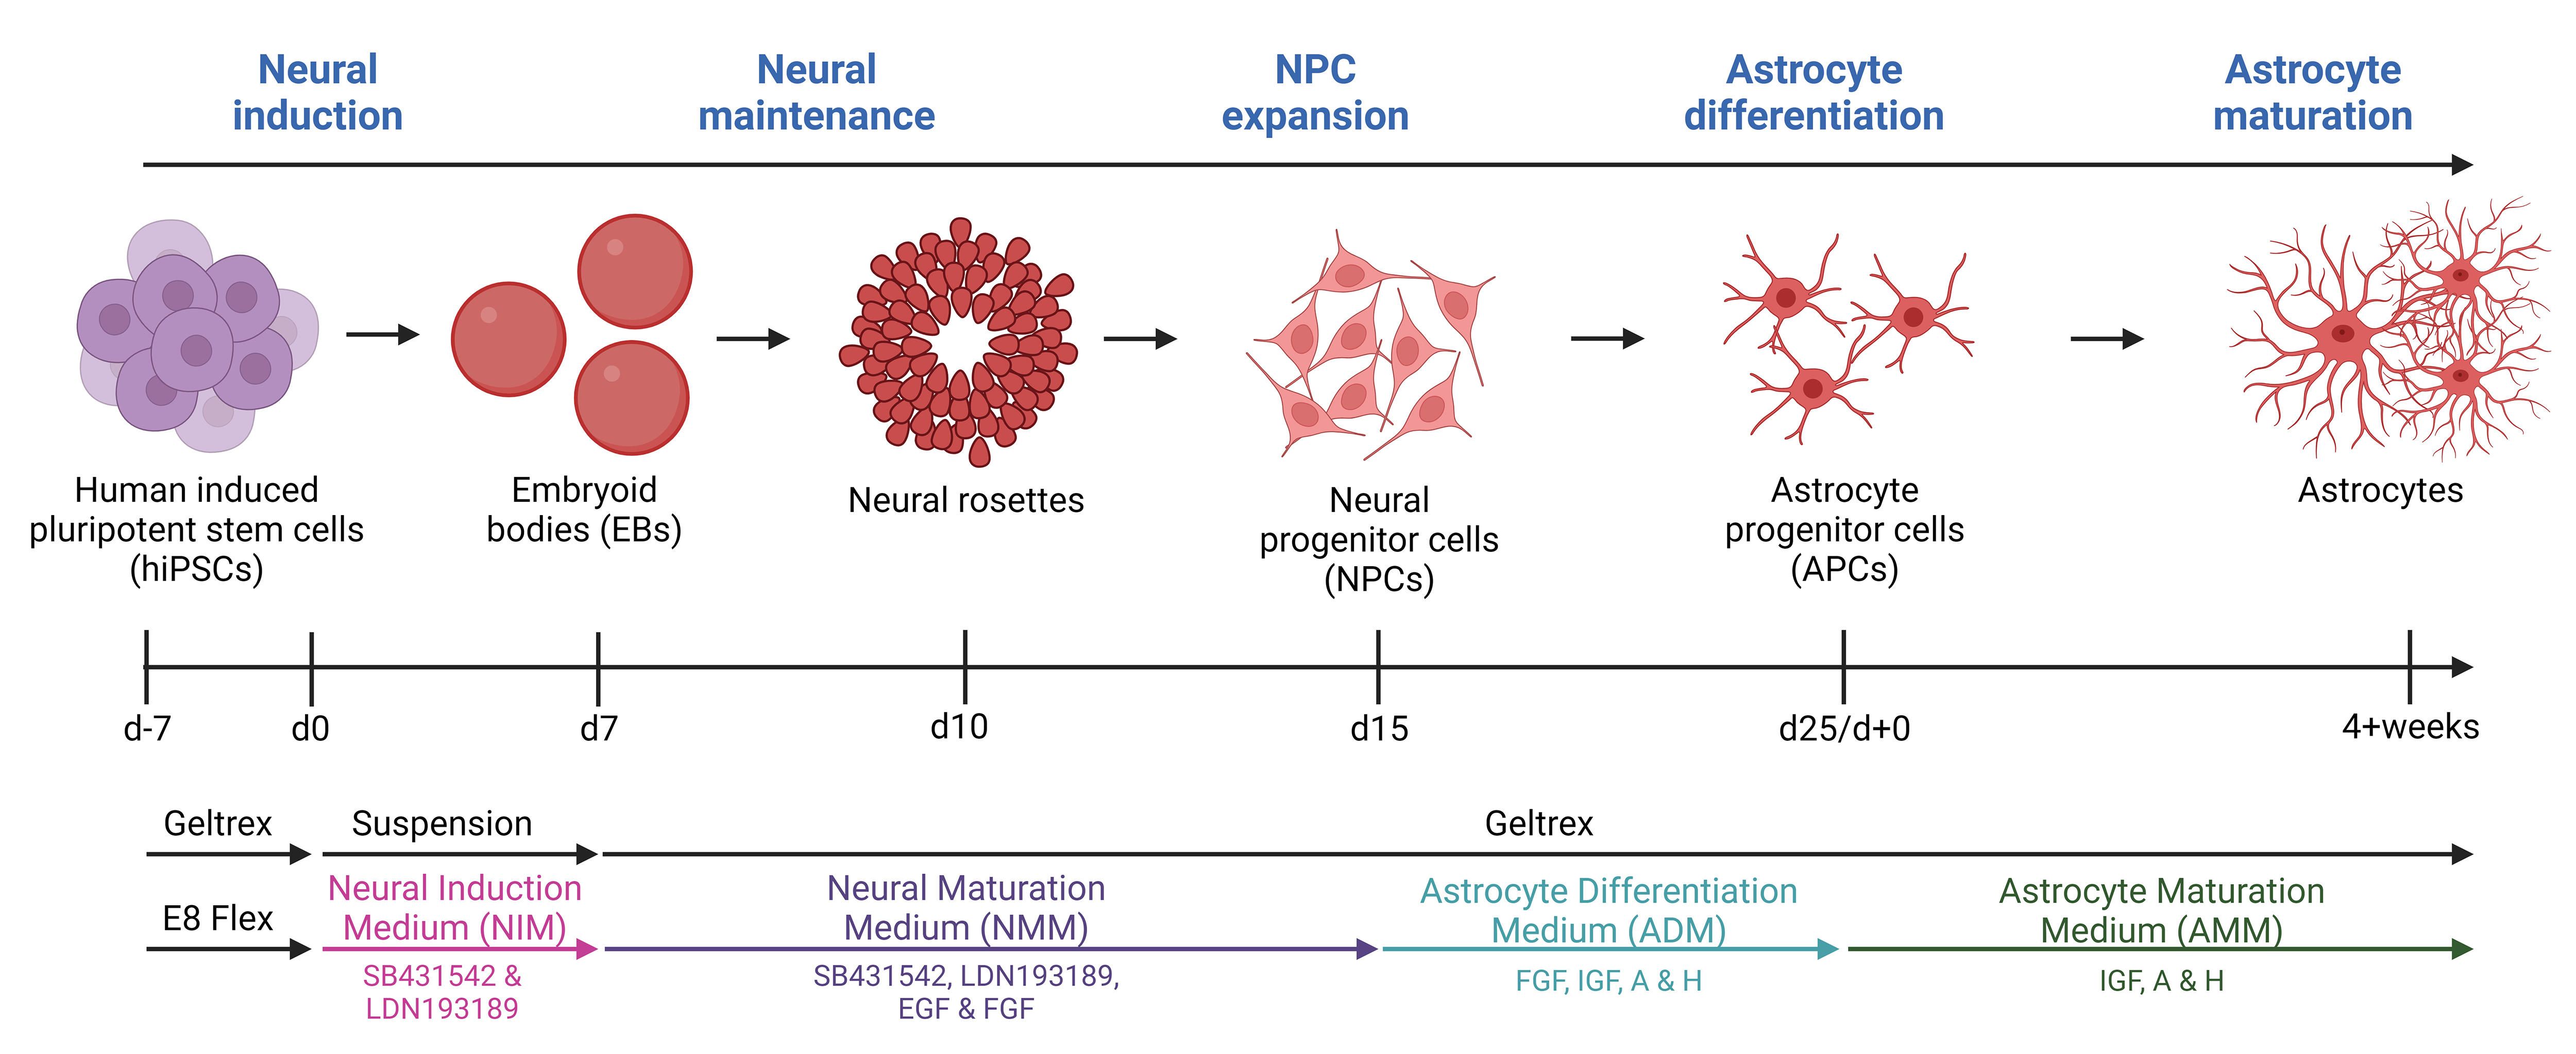 Neural
induction
Neural
maintenance
NPC
expansion
Astrocyte
differentiation
Astrocyte
maturation
Human induced
pluripotent stem cells
(hiPSCs)
Embryoid
bodies (EBs)
Neural rosettes
Neural
progenitor cells
(NPCs)
Astrocyte
progenitor cells
(APCs)
Astrocytes
d-7
d0
d7
d10
d15
d25/d+0
4+weeks
Geltrex
Suspension
Geltrex
E8 Flex
Neural Induction
Medium (NIM)
SB431542 &
LDN193189
Neural Maturation
Medium (NMM)
SB431542, LDN193189,
EGF & FGF
Astrocyte Differentiation
Medium (ADM)
FGF, IGF, A & H
Astrocyte Maturation
Medium (AMM)
IGF, A & H